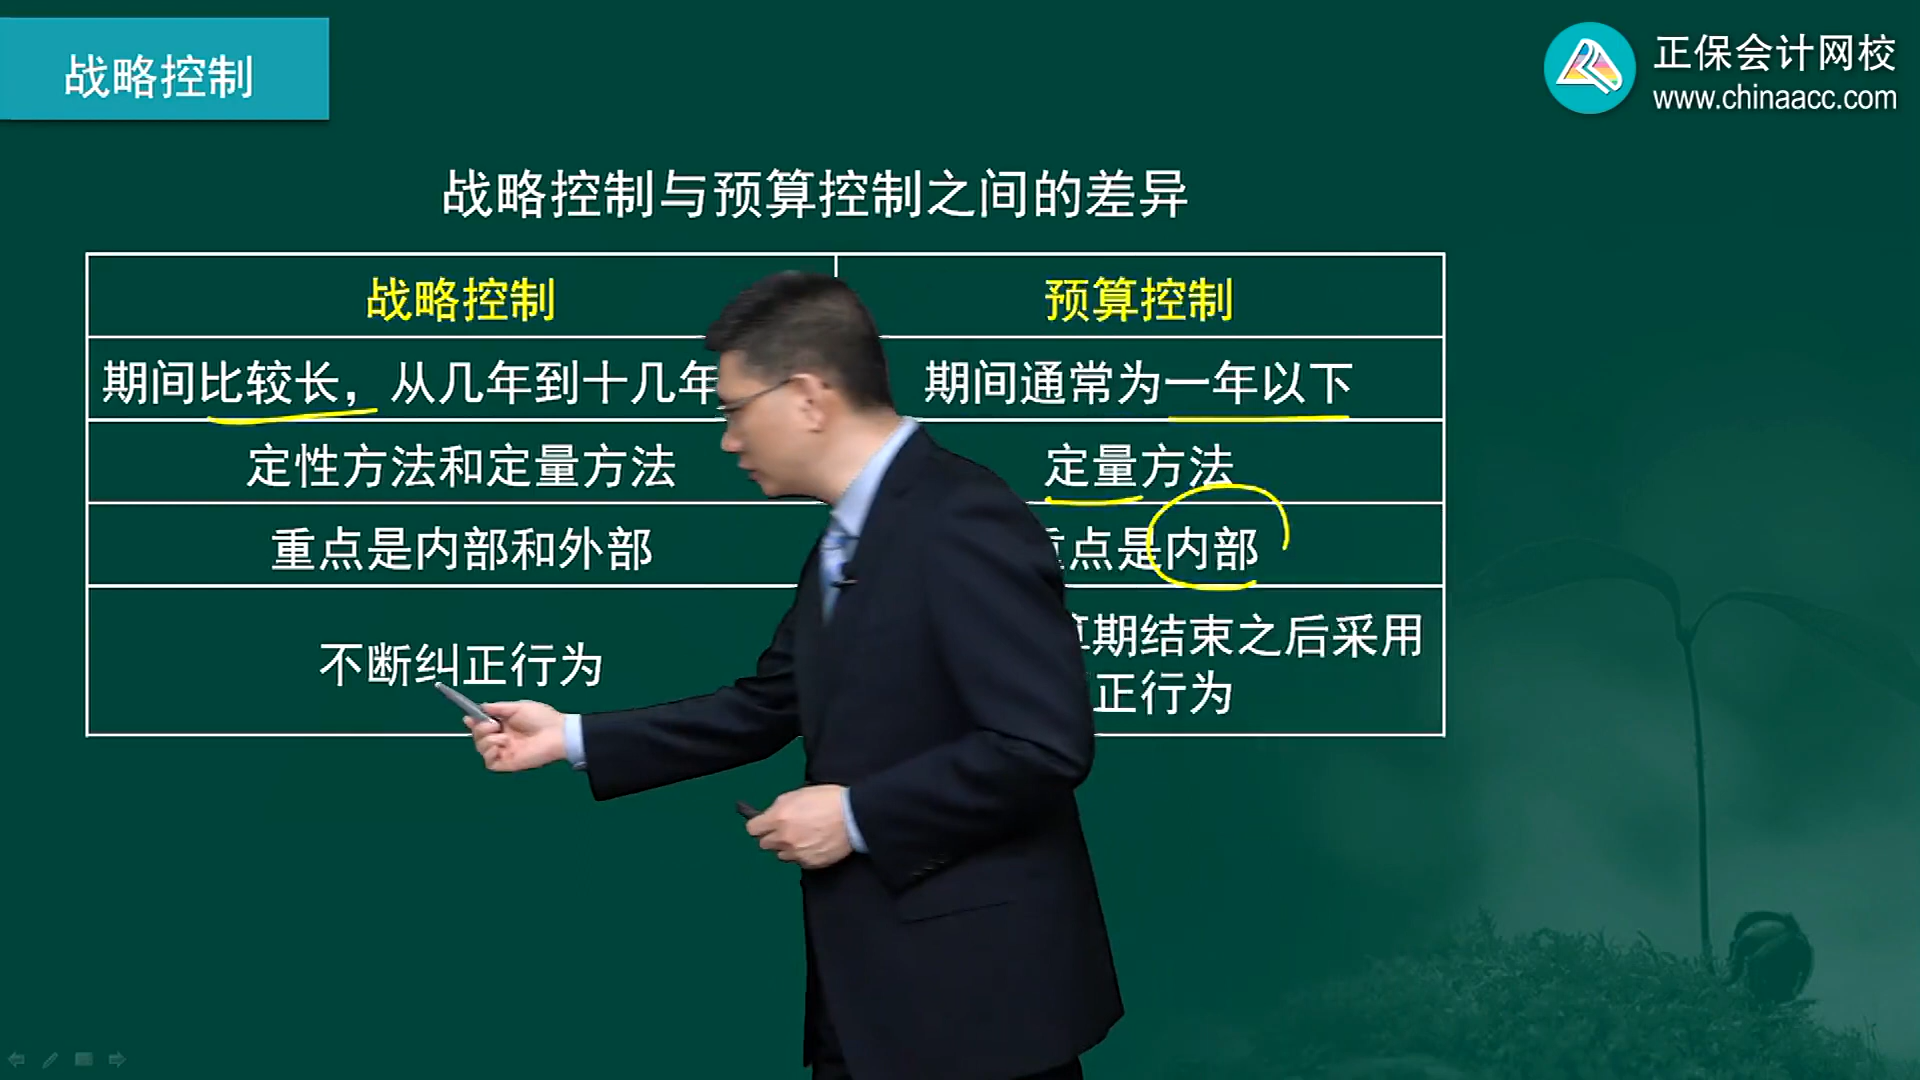 战略控制
正保会计网校
www.chinaacc.com
战略控制与预算控制之间的差异
战略控制
预算控制
期间比较长，从几年到十几年
期间通常为一年以下
定性方法和定量方法
定量方法
重点是内部和外部
点是内部
不断纠正行为
期结束之后采用
正行为